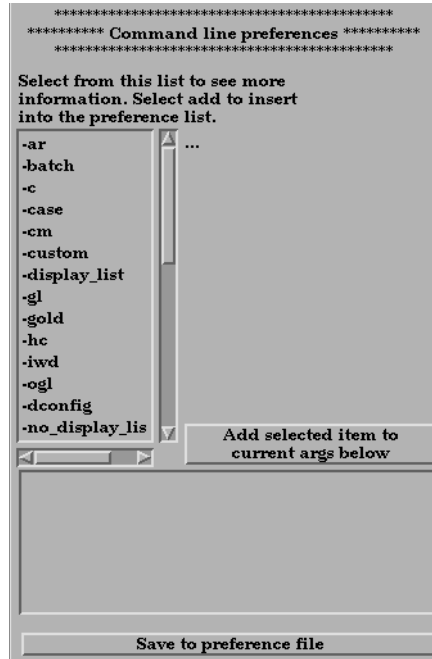 ******************************************
********** Command line preferences **********
******************************************
Select from this list to see more
information. Select add to insert
into the preference list.
-ar
...
-batch
-c
-case
-cm
-custom
-display_list
-gl
-gold
-hc
-iwd
-ogl
-dconfig
-no_display_lis
Add selected item to
current args below
Save to preference file